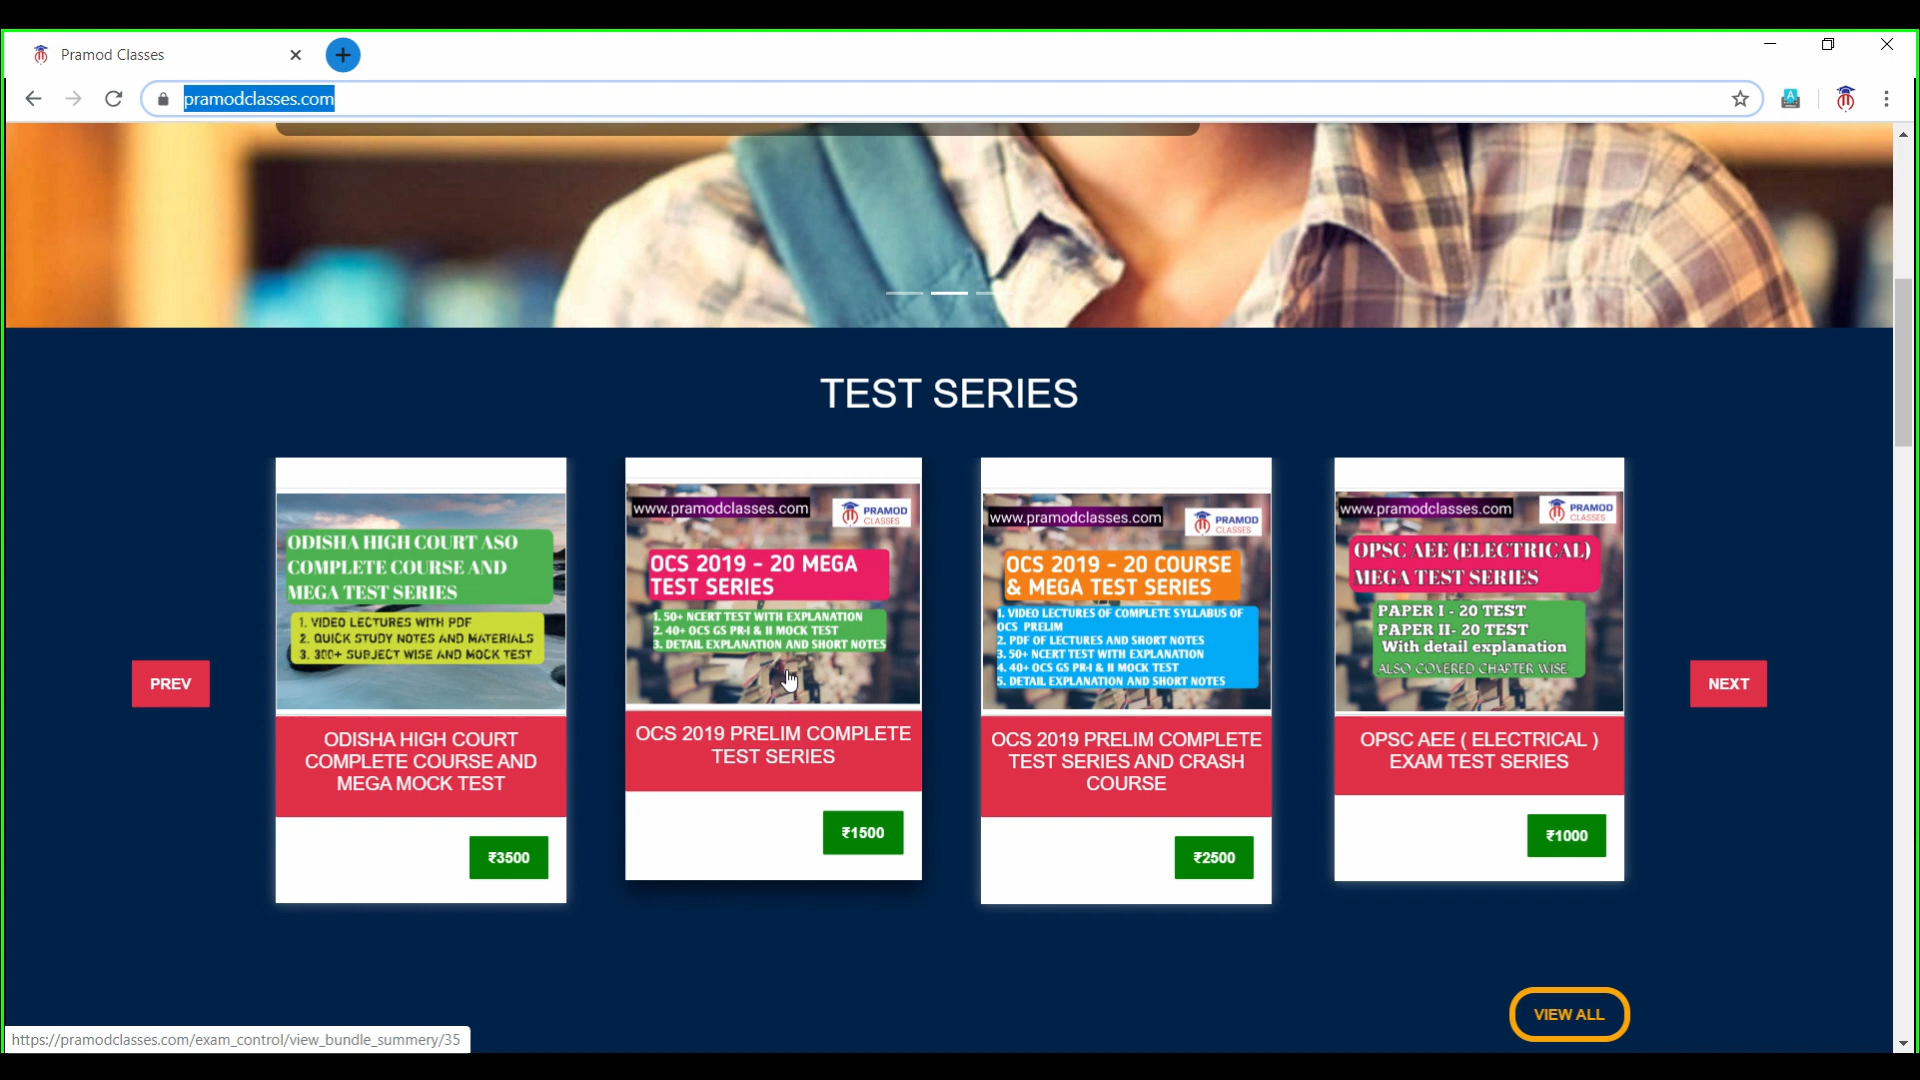 Pramod Classes
pramodclasses.com
TEST SERIES
ODISHA HIGH COURT ASO
COMPLETE COURSE AND
MEGA TEST SERIES
1. VIDEO LECTURES WITH PDF
2. QUICK STUDY NOTES AND MATERIALS
3. 300+ SUBJECT WISE AND MOCK TEST
ODISHA HIGH COURT
COMPLETE COURSE AND
MEGA MOCK TEST
₹3500
www.pramodclasses.com
PRAMOD
CLASSES
OCS 2019 - 20 MEGA
TEST SERIES
1. 50+ NCERT TEST WITH EXPLANATION
2. 40+ OCS GS PR-I & II MOCK TEST
3. DETAIL EXPLANATION AND SHORT NOTES
OCS 2019 PRELIM COMPLETE
TEST SERIES
₹1500
www.pramodclasses.com
PRAMOD
CLASSES
OCS 2019 - 20 COURSE
& MEGA TEST SERIES
1. VIDEO LECTURES OF COMPLETE SYLLABUS OF
OCS PRELIM
2. PDF OF LECTURES AND SHORT NOTES
3. 50+ NCERT TEST WITH EXPLANATION
4. 40+ OCS GS PR-I & II MOCK TEST
5. DETAIL EXPLANATION AND SHORT NOTES
OCS 2019 PRELIM COMPLETE
TEST SERIES AND CRASH
COURSE
₹2500
www.pramodclasses.com
PRAMOD
CLASSES
OPSC AEE (ELECTRICAL)
MEGA TEST SERIES
PAPER I - 20 TEST
PAPER II- 20 TEST
With detail explanation
ALSO COVERED CHAPTER WISE
OPSC AEE ( ELECTRICAL )
EXAM TEST SERIES
₹1000
PREV
NEXT
VIEW ALL
https://pramodclasses.com/exam_control/view_bundle_summery/35